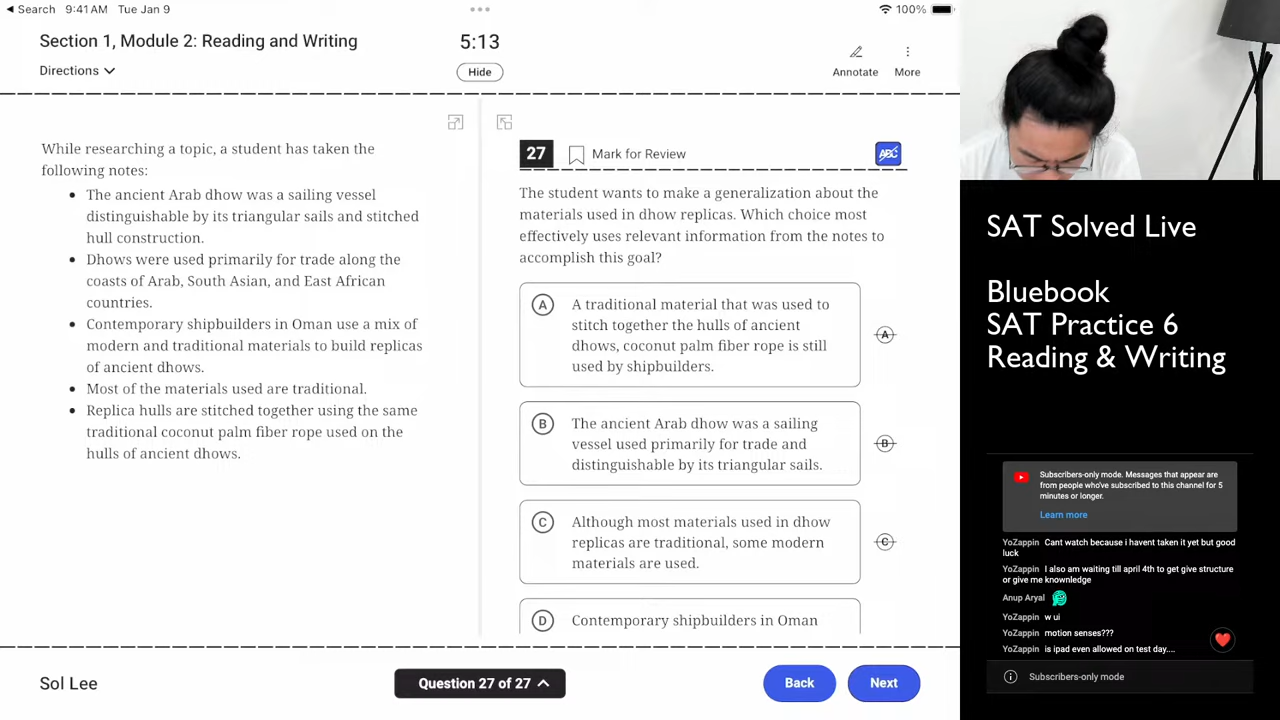 Search 9:41 AM Tue Jan 9
100%
Section 1, Module 2: Reading and Writing
5:13
Directions
Hide
Annotate
More
While researching a topic, a student has taken the
following notes:
• The ancient Arab dhow was a sailing vessel
distinguishable by its triangular sails and stitched
hull construction.
• Dhows were used primarily for trade along the
coasts of Arab, South Asian, and East African
countries.
• Contemporary shipbuilders in Oman use a mix of
modern and traditional materials to build replicas
of ancient dhows.
• Most of the materials used are traditional.
• Replica hulls are stitched together using the same
traditional coconut palm fiber rope used on the
hulls of ancient dhows.
27
Mark for Review
ABC
The student wants to make a generalization about the
materials used in dhow replicas. Which choice most
effectively uses relevant information from the notes to
accomplish this goal?
A A traditional material that was used to
stitch together the hulls of ancient
dhows, coconut palm fiber rope is still
used by shipbuilders.
A
B The ancient Arab dhow was a sailing
vessel used primarily for trade and
distinguishable by its triangular sails.
B
C Although most materials used in dhow
replicas are traditional, some modern
materials are used.
C
D Contemporary shipbuilders in Oman
Sol Lee
Question 27 of 27
Back
Next
SAT Solved Live
Bluebook
SAT Practice 6
Reading & Writing
Subscribers-only mode. Messages that appear are
from people who've subscribed to this channel for 5
minutes or longer.
Learn more
YoZappin Cant watch because i havent taken it yet but good
luck
YoZappin I also am waiting till april 4th to get give structure
or give me knownledge
Anup Aryal
YoZappin w ui
YoZappin motion senses???
YoZappin is ipad even allowed on test day....
Subscribers-only mode